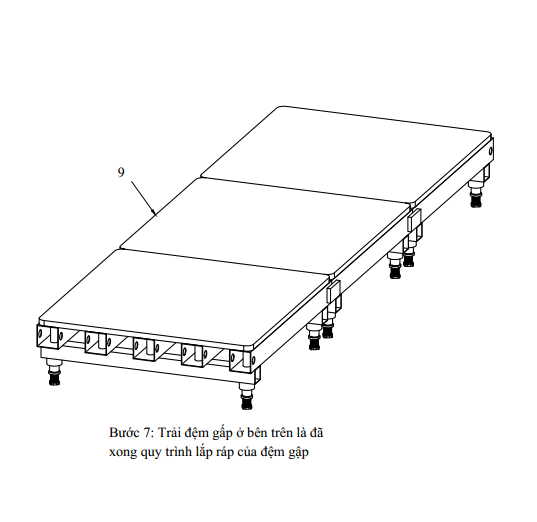 9
Bước 7: Trải đệm gấp ở bên trên là đã
xong quy trình lắp ráp của đệm gập